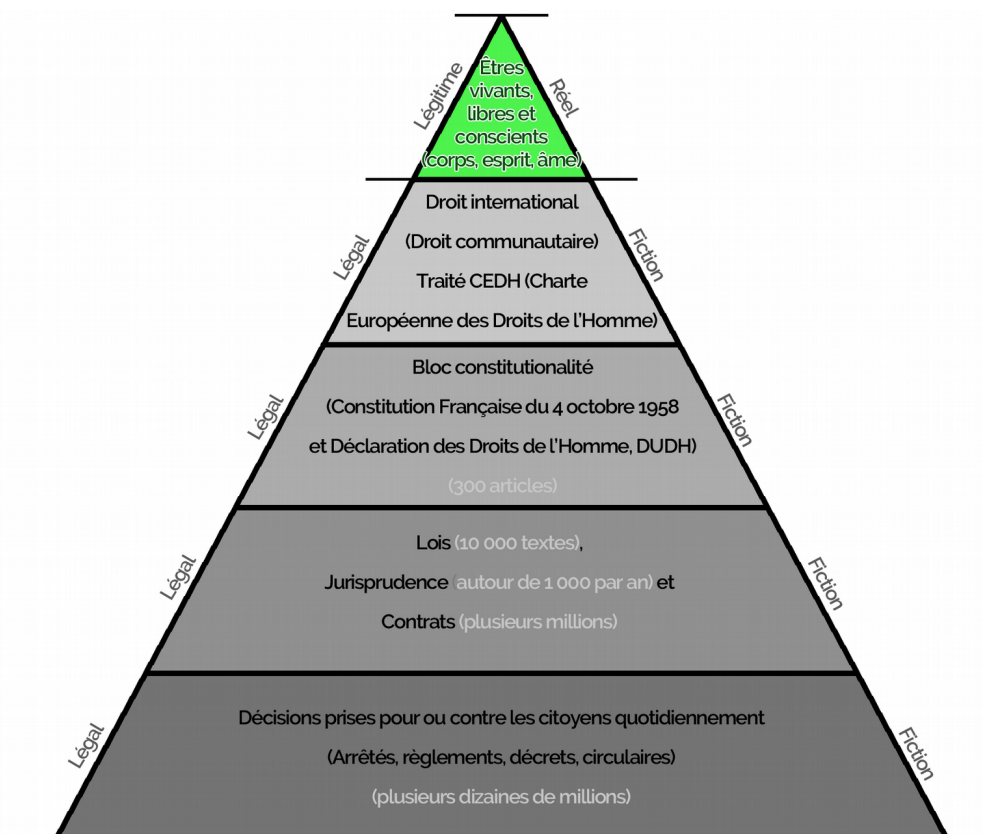 Légitime
Réel
Êtres
vivants,
libres et
conscients
(corps, esprit, âme)
Légal
Fiction
Droit international
(Droit communautaire)
Traité CEDH (Charte
Européenne des Droits de l'Homme)
Légal
Fiction
Bloc constitutionalité
(Constitution Française du 4 octobre 1958
et Déclaration des Droits de l'Homme, DUDH)
(300 articles)
Légal
Fiction
Lois (10 000 textes),
Jurisprudence (autour de 1 000 par an) et
Contrats (plusieurs millions)
Légal
Fiction
Décisions prises pour ou contre les citoyens quotidiennement
(Arrêtés, règlements, décrets, circulaires)
(plusieurs dizaines de millions)